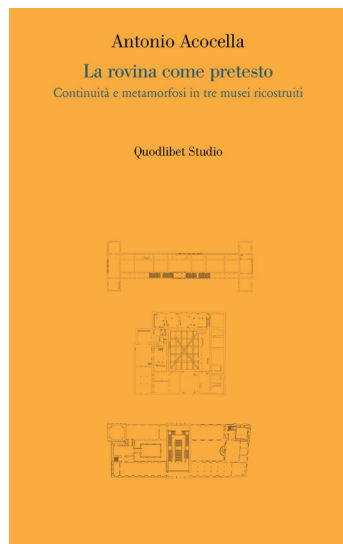 Antonio Acocella
La rovina come pretesto
Continuità e metamorfosi in tre musei ricostruiti
Quodlibet Studio